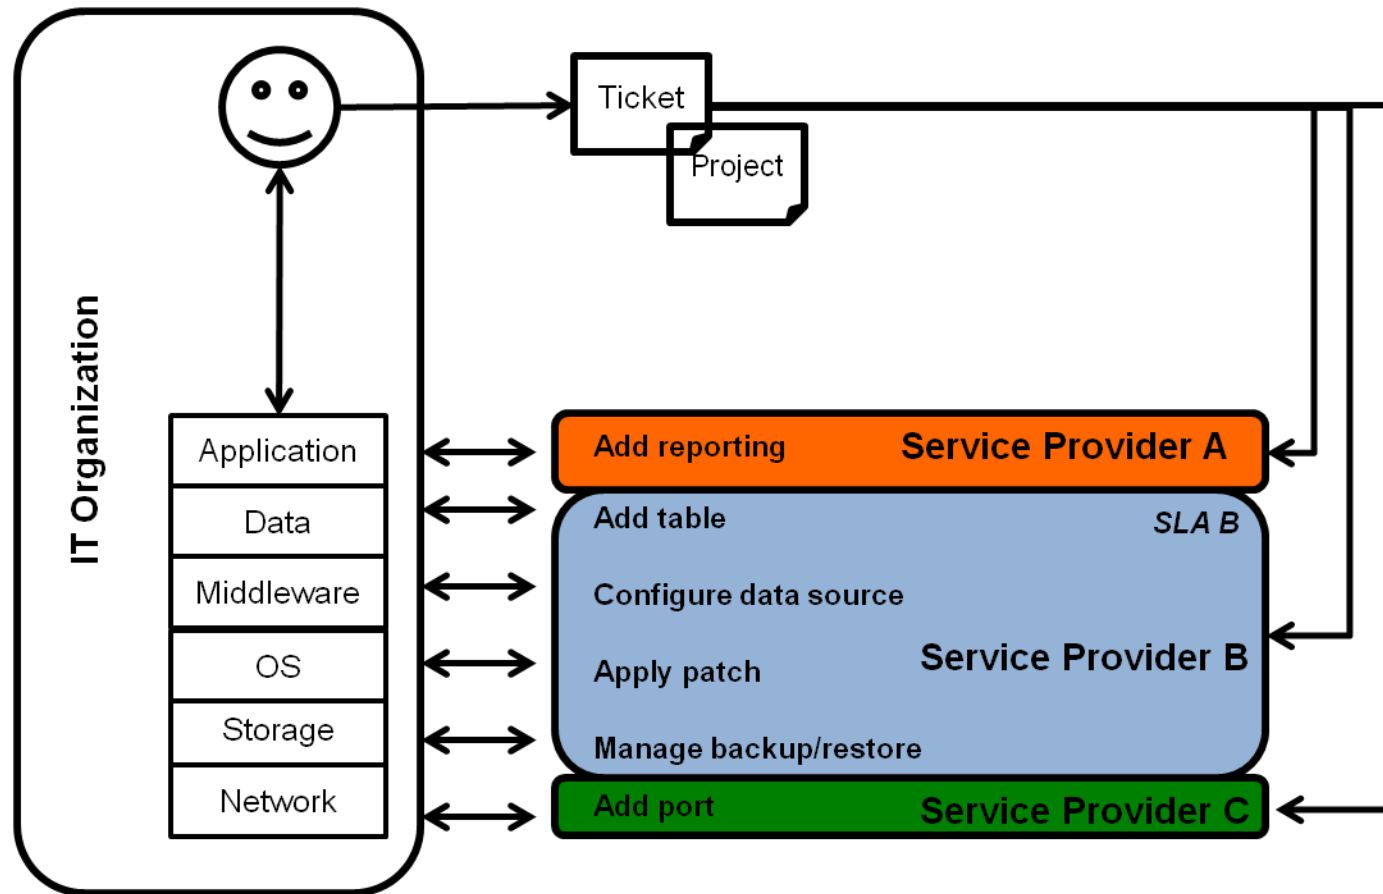 Ticket
Project
IT Organization
Application
Data
Middleware
OS
Storage
Network
Add reporting
Service Provider A
Add table
SLA B
Configure data source
Apply patch
Service Provider B
Manage backup/restore
Add port
Service Provider C